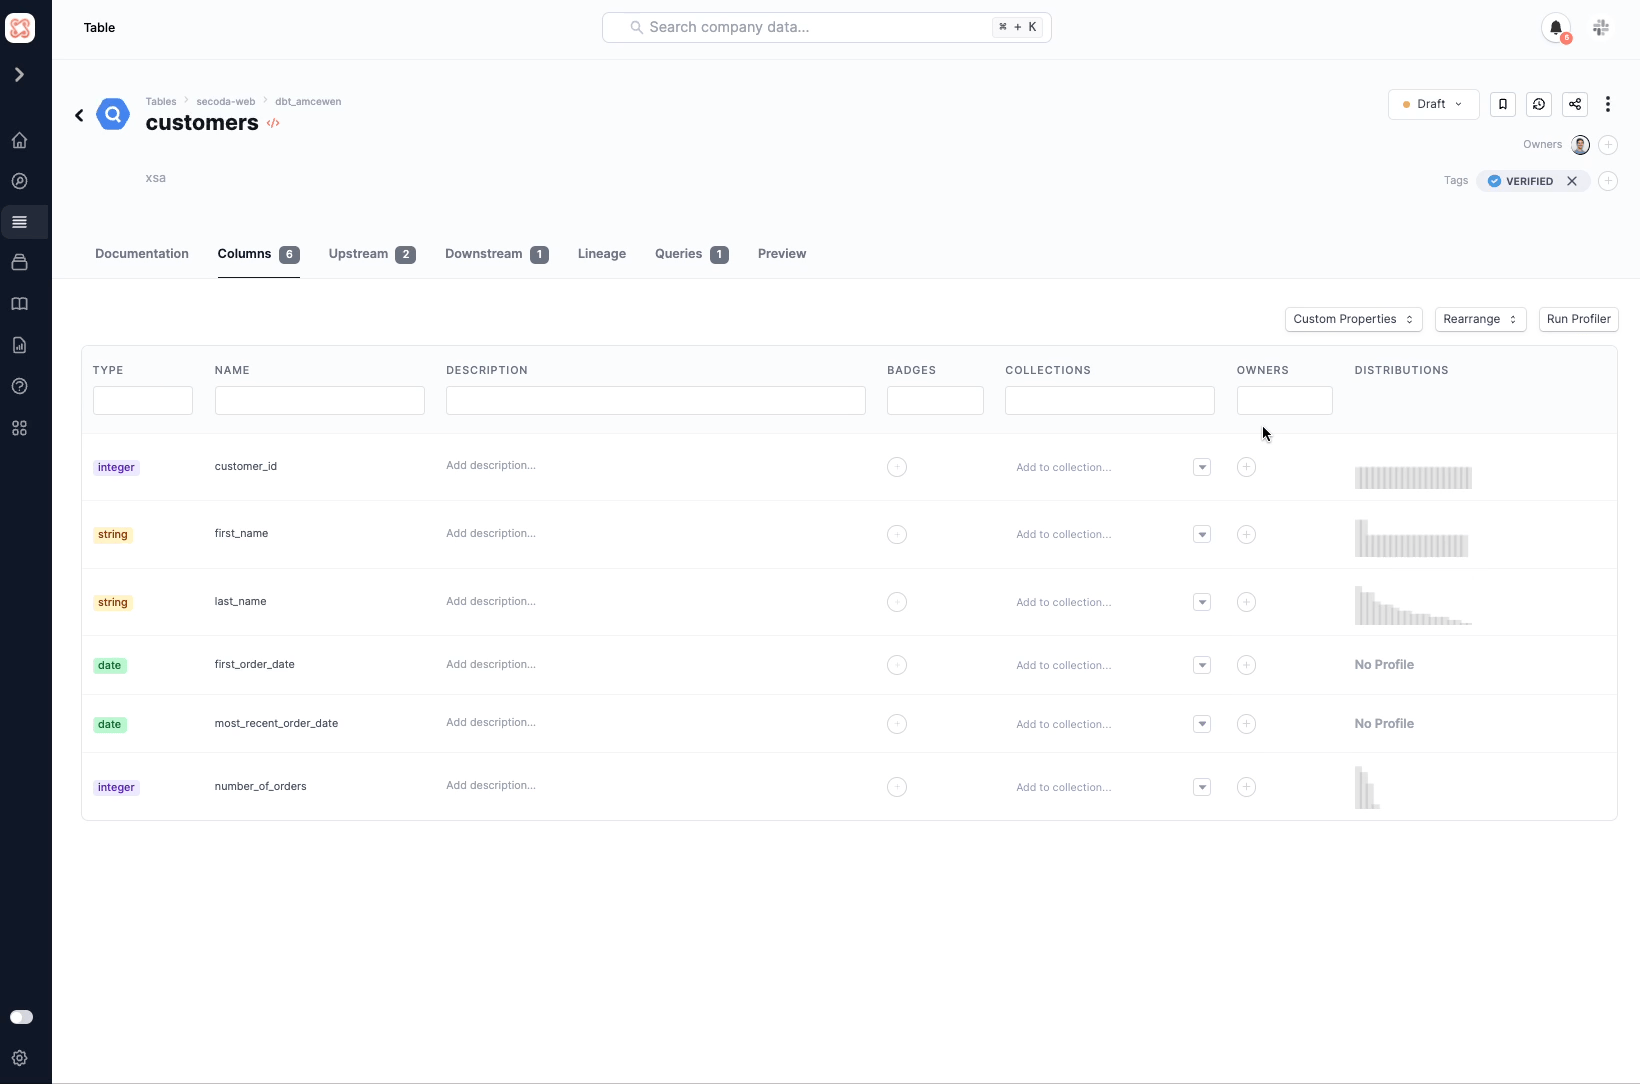 Table
Search company data...
⌘ + K
5
Tables > secoda-web > dbt_amcewen
customers </>
Draft
Owners
xsa
Tags VERIFIED
Documentation Columns 6 Upstream 2 Downstream 1 Lineage Queries 1 Preview
Custom Properties Rearrange Run Profiler
TYPE NAME DESCRIPTION BADGES COLLECTIONS OWNERS DISTRIBUTIONS
integer customer_id Add description... Add to collection...
string first_name Add description... Add to collection...
string last_name Add description... Add to collection...
date first_order_date Add description... Add to collection... No Profile
date most_recent_order_date Add description... Add to collection... No Profile
integer number_of_orders Add description... Add to collection...